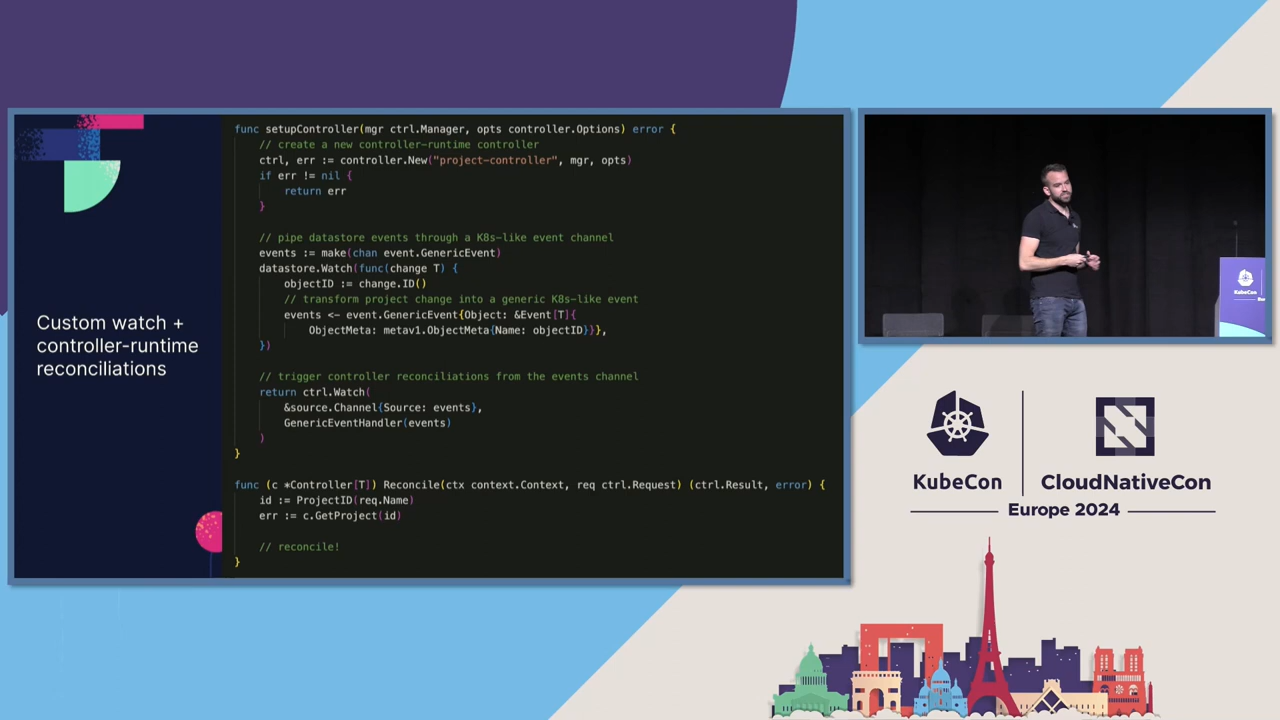 Custom watch +
controller-runtime
reconciliations
func setupController(mgr ctrl.Manager, opts controller.Options) error {
// create a new controller-runtime controller
ctrl, err := controller.New("project-controller", mgr, opts)
if err != nil {
return err
}
// pipe datastore events through a K8s-like event channel
events := make(chan event.GenericEvent)
datastore.Watch(func(change T) {
objectID := change.ID()
// transform project change into a generic K8s-like event
events <- event.GenericEvent{Object: &Event[T]{
ObjectMeta: metav1.ObjectMeta{Name: objectID}}},
})
// trigger controller reconciliations from the events channel
return ctrl.Watch(
&source.Channel{Source: events},
GenericEventHandler(events)
)
}
func (c *Controller[T]) Reconcile(ctx context.Context, req ctrl.Request) (ctrl.Result, error) {
id := ProjectID(req.Name)
err := c.GetProject(id)
// reconcile!
}
KubeCon
KubeCon
CloudNativeCon
Europe 2024